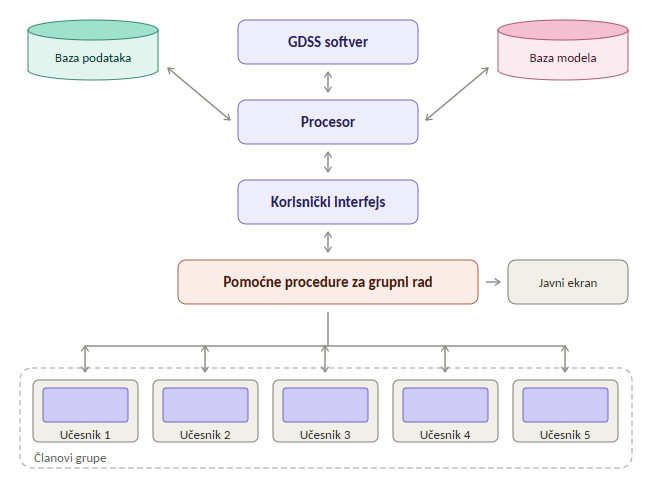 GDSS softver
Baza podataka
Baza modela
Procesor
Korisnički interfejs
Pomoćne procedure za grupni rad
Javni ekran
Učesnik 1
Učesnik 2
Učesnik 3
Učesnik 4
Učesnik 5
Članovi grupe